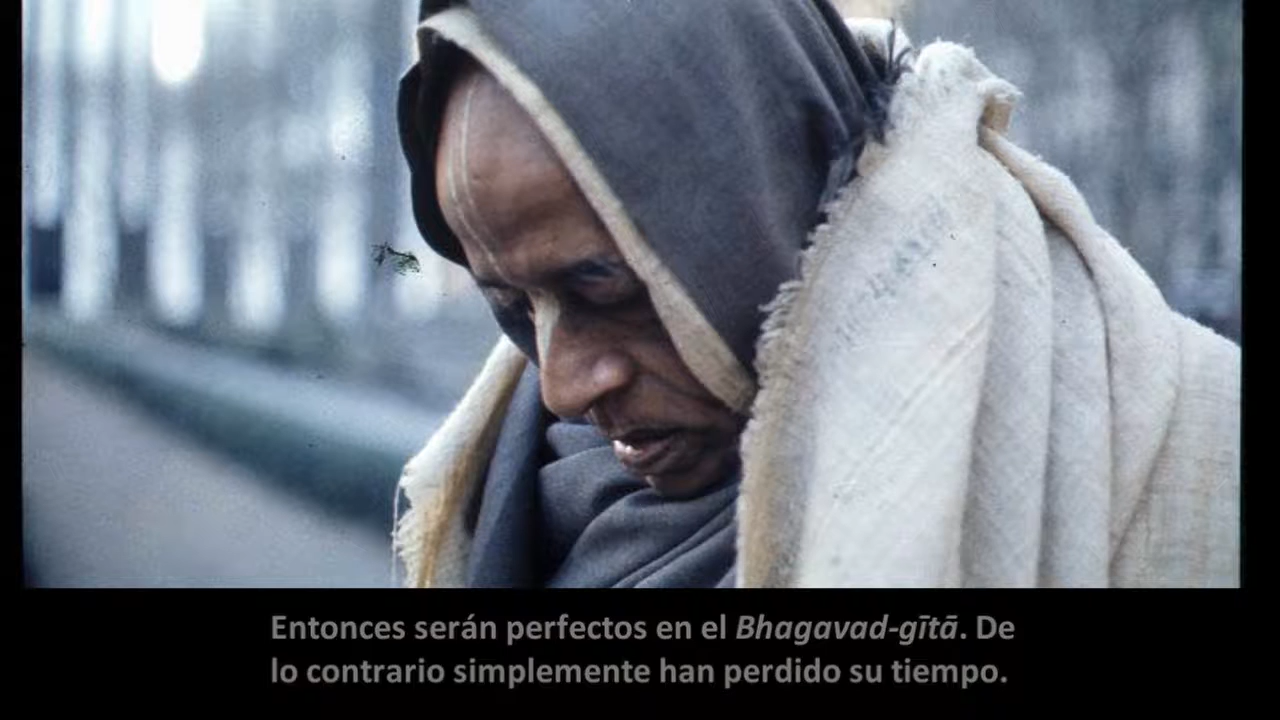 Entonces serán perfectos en el Bhagavad-gītā. De
lo contrario simplemente han perdido su tiempo.